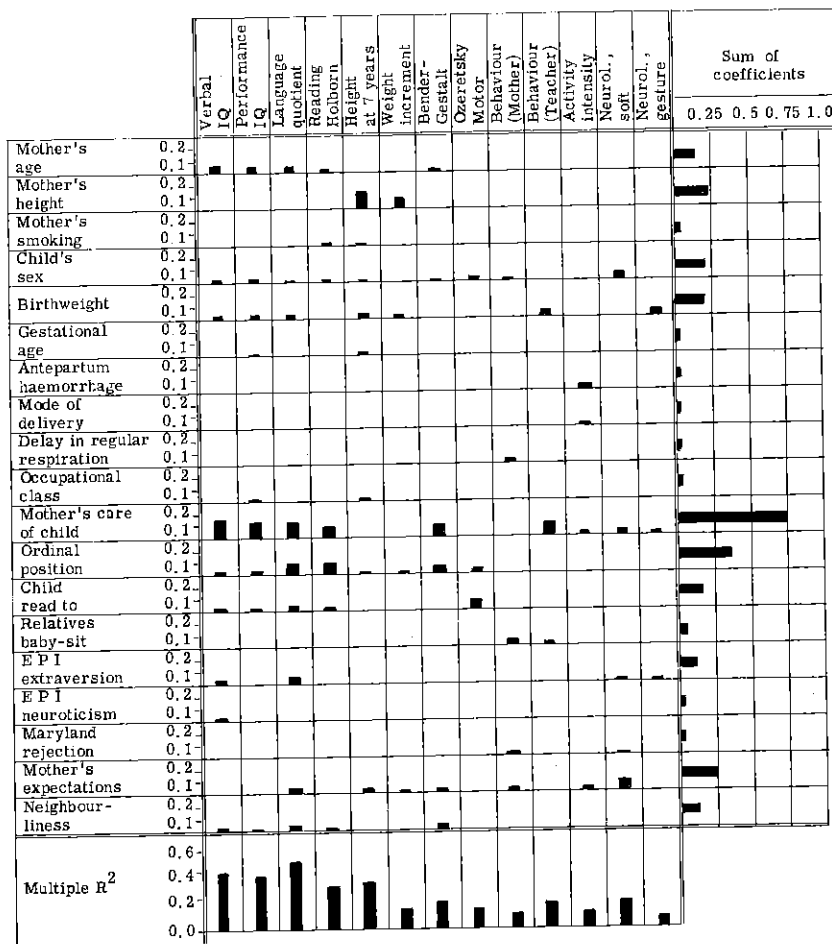 Verbal
IQ
Performance
IQ
Language
quotient
Reading
Holborn
Height
at 7 years
Weight
increment
Bender-
Gestalt
Ozeretsky
Motor
Behaviour
(Mother)
Behaviour
(Teacher)
Activity
intensity
Neurol.,
soft
Neurol.,
gesture
Sum of
coefficients
0.25 0.5 0.75 1.0
Mother's 0.2
age 0.1
Mother's 0.2
height 0.1
Mother's 0.2
smoking 0.1
Child's 0.2
sex 0.1
Birthweight 0.2
0.1
Gestational 0.2
age 0.1
Antepartum 0.2
haemorrhage 0.1
Mode of 0.2
delivery 0.1
Delay in regular 0.2
respiration 0.1
Occupational 0.2
class 0.1
Mother's care 0.2
of child 0.1
Ordinal 0.2
position 0.1
Child 0.2
read to 0.1
Relatives 0.2
baby-sit 0.1
E P I 0.2
extraversion 0.1
E P I 0.2
neuroticism 0.1
Maryland 0.2
rejection 0.1
Mother's 0.2
expectations 0.1
Neighbour- 0.2
liness 0.1
0.6
Multiple R² 0.4
0.2
0.0